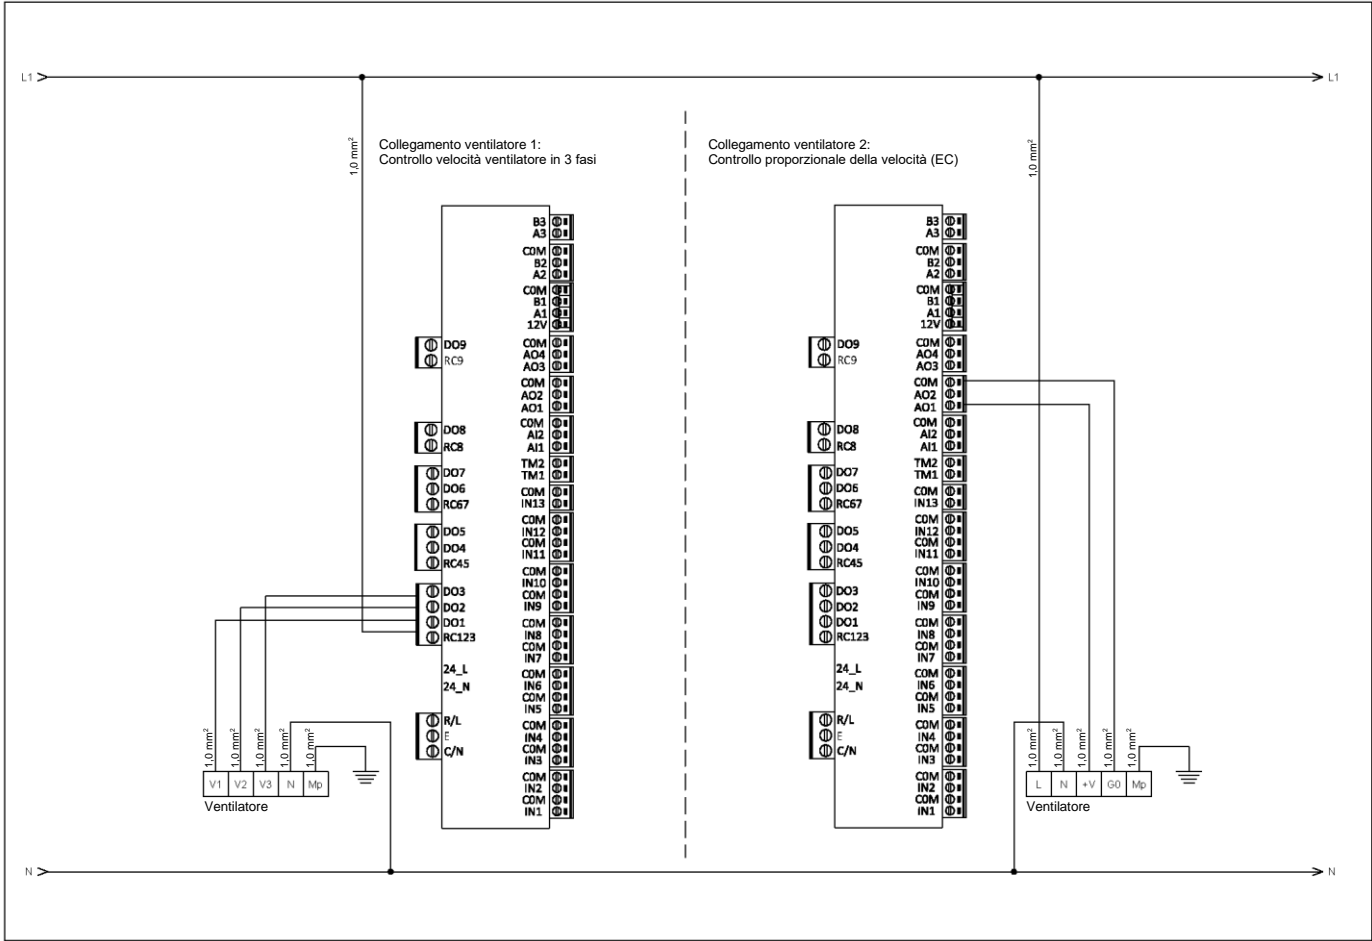 L1
L1
1,0 mm²
Collegamento ventilatore 1:
Controllo velocità ventilatore in 3 fasi
Collegamento ventilatore 2:
Controllo proporzionale della velocità (EC)
1,0 mm²
B3
A3
COM
B2
A2
COM
B1
A1
12V
DO9
RC9
COM
AO4
AO3
COM
AO2
AO1
DO8
RC8
COM
AI2
AI1
DO7
DO6
RC67
TM2
TM1
COM
IN13
DO5
DO4
RC45
COM
IN12
COM
IN11
DO3
DO2
DO1
RC123
COM
IN10
COM
IN9
COM
IN8
COM
IN7
24_L
24_N
COM
IN6
COM
IN5
R/L
E
C/N
COM
IN4
COM
IN3
COM
IN2
COM
IN1
1,0 mm²
1,0 mm²
1,0 mm²
1,0 mm²
1,0 mm²
V1 V2 V3 N Mp
Ventilatore
B3
A3
COM
B2
A2
COM
B1
A1
12V
DO9
RC9
COM
AO4
AO3
COM
AO2
AO1
DO8
RC8
COM
AI2
AI1
DO7
DO6
RC67
TM2
TM1
COM
IN13
DO5
DO4
RC45
COM
IN12
COM
IN11
DO3
DO2
DO1
RC123
COM
IN10
COM
IN9
COM
IN8
COM
IN7
24_L
24_N
COM
IN6
COM
IN5
R/L
E
C/N
COM
IN4
COM
IN3
COM
IN2
COM
IN1
1,0 mm²
1,0 mm²
1,0 mm²
1,0 mm²
1,0 mm²
L N +V G0 Mp
Ventilatore
N
N